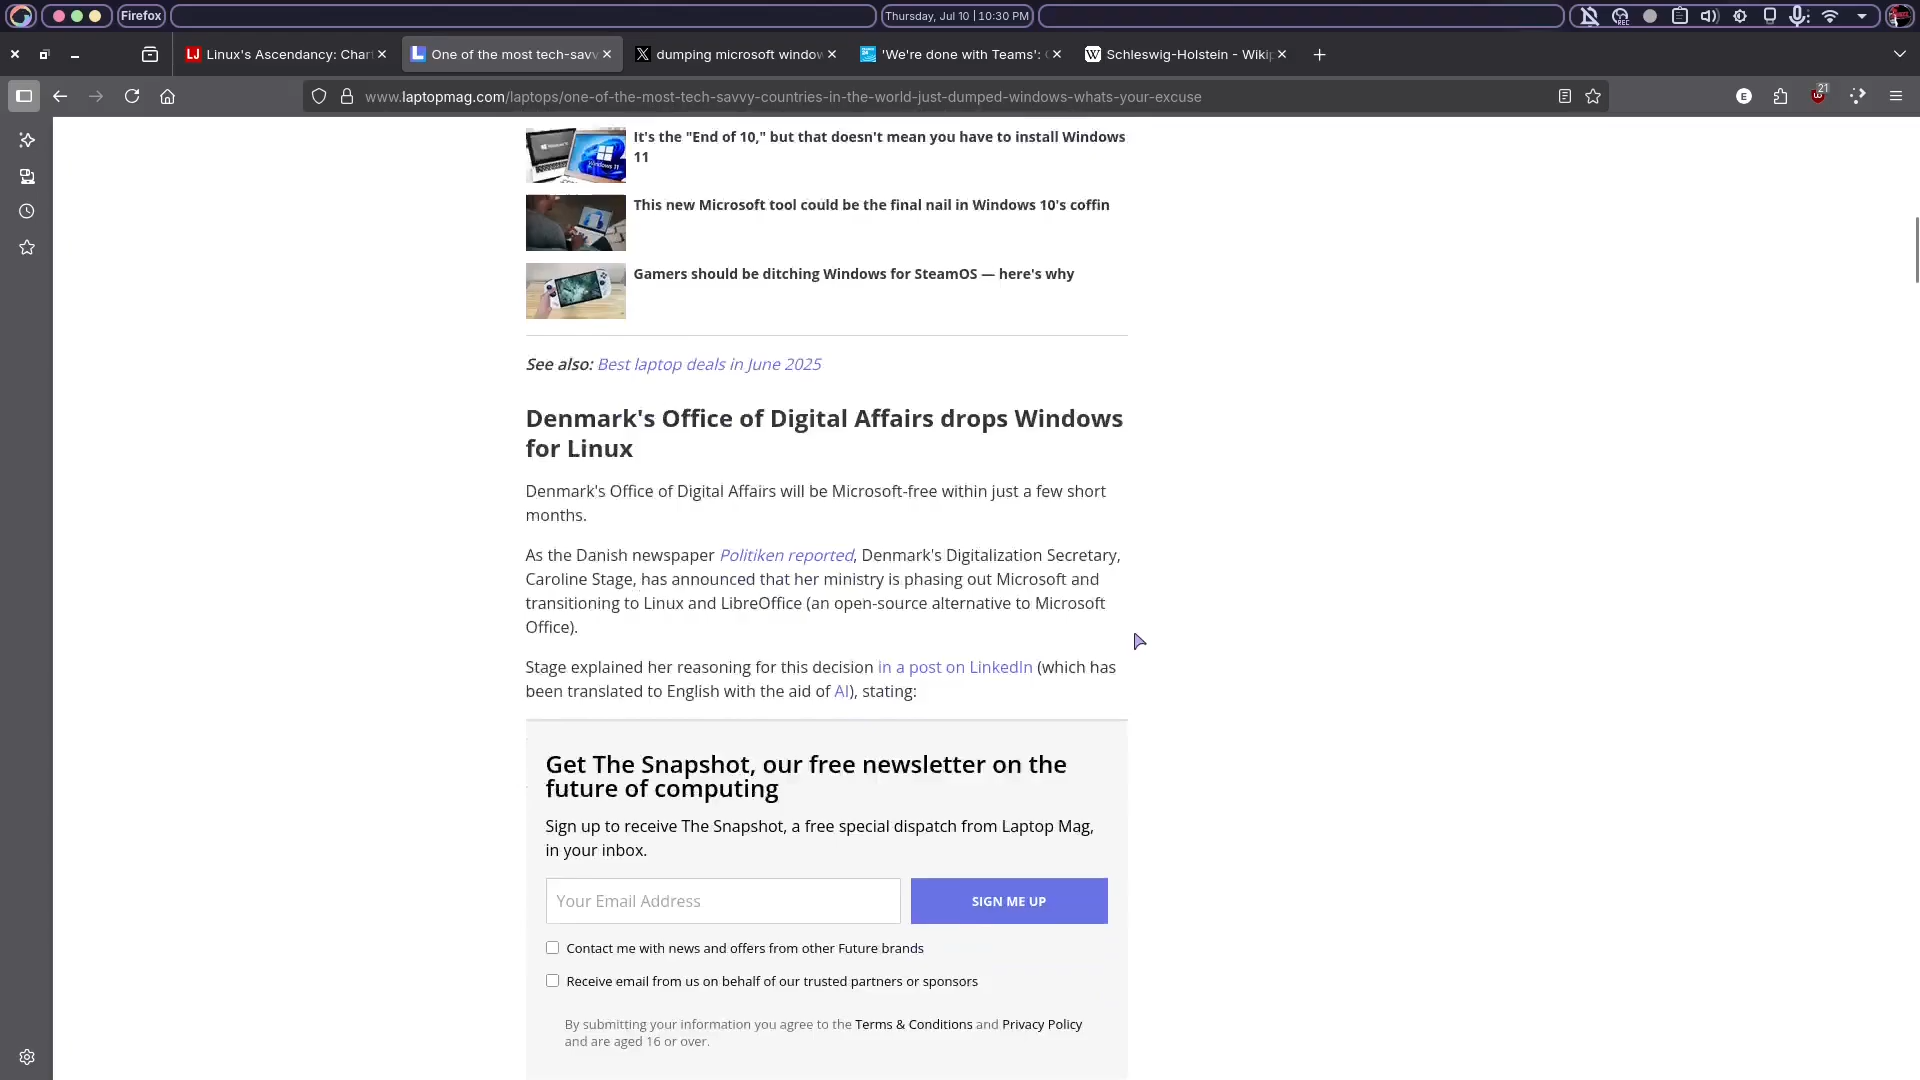 Firefox
Thursday, Jul 10 | 10:30 PM
REC
Linux's Ascendancy: Char
One of the most tech-savv
dumping microsoft window
'We're done with Teams':
Schleswig-Holstein - Wiki
www.laptopmag.com/laptops/one-of-the-most-tech-savvy-countries-in-the-world-just-dumped-windows-whats-your-excuse
E
21
It's the "End of 10," but that doesn't mean you have to install Windows
11
This new Microsoft tool could be the final nail in Windows 10's coffin
Gamers should be ditching Windows for SteamOS — here's why
See also: Best laptop deals in June 2025
Denmark's Office of Digital Affairs drops Windows
for Linux
Denmark's Office of Digital Affairs will be Microsoft-free within just a few short
months.
As the Danish newspaper Politiken reported, Denmark's Digitalization Secretary,
Caroline Stage, has announced that her ministry is phasing out Microsoft and
transitioning to Linux and LibreOffice (an open-source alternative to Microsoft
Office).
Stage explained her reasoning for this decision in a post on LinkedIn (which has
been translated to English with the aid of AI), stating:
Get The Snapshot, our free newsletter on the
future of computing
Sign up to receive The Snapshot, a free special dispatch from Laptop Mag,
in your inbox.
Your Email Address
SIGN ME UP
Contact me with news and offers from other Future brands
Receive email from us on behalf of our trusted partners or sponsors
By submitting your information you agree to the Terms & Conditions and Privacy Policy
and are aged 16 or over.